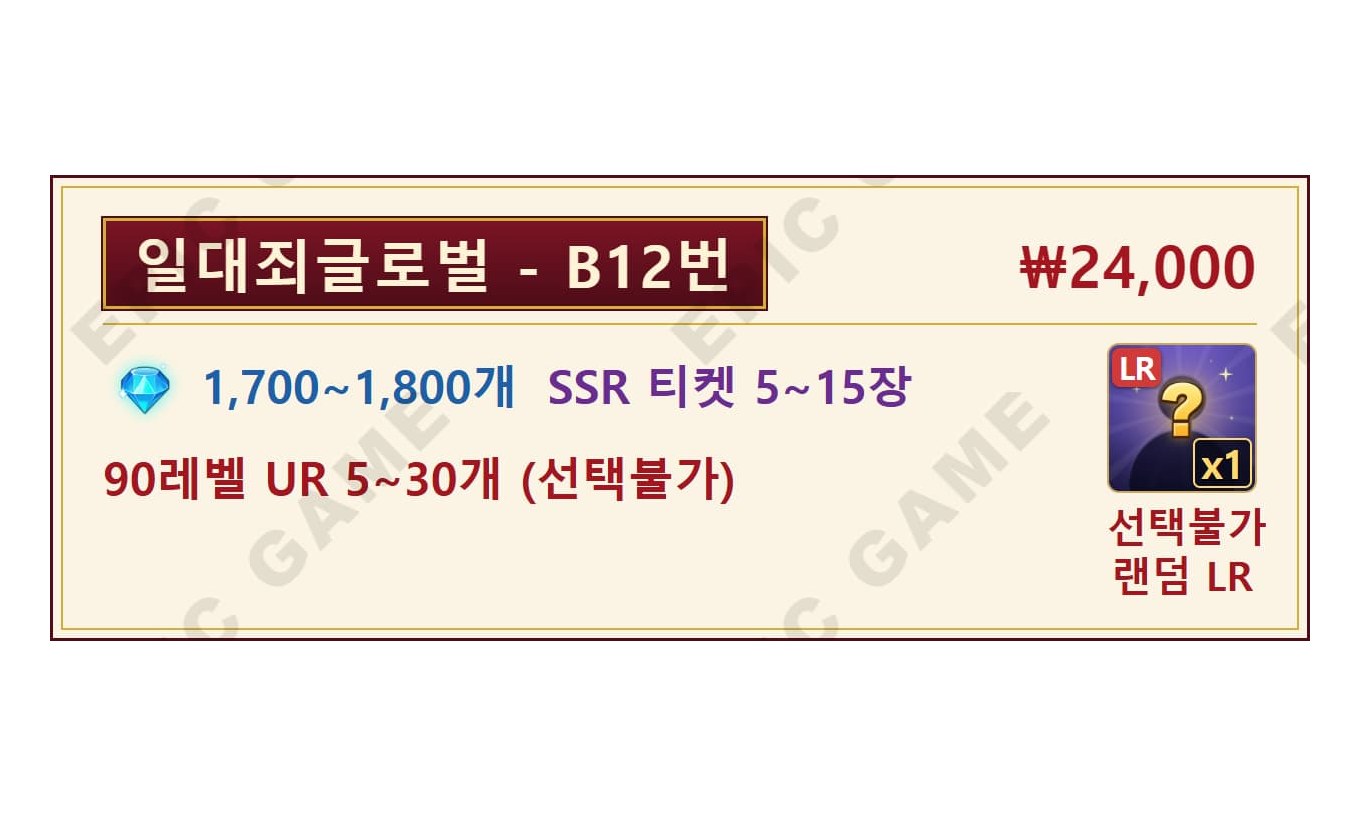 일대죄글로벌 - B12번
₩24,000
1,700~1,800개 SSR 티켓 5~15장
90레벨 UR 5~30개 (선택불가)
LR
?
x1
선택불가
랜덤 LR
EPIC GAME